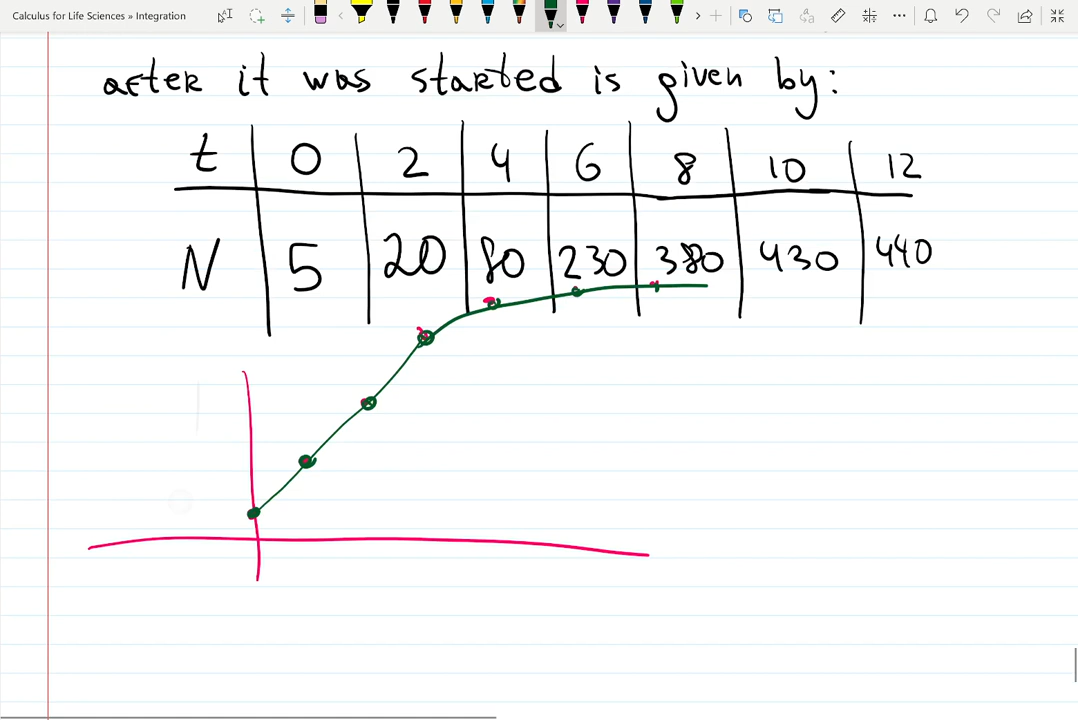 Calculus for Life Sciences » Integration
after it was started is given by:
t 0 2 4 6 8 10 12
N 5 20 80 230 380 430 440